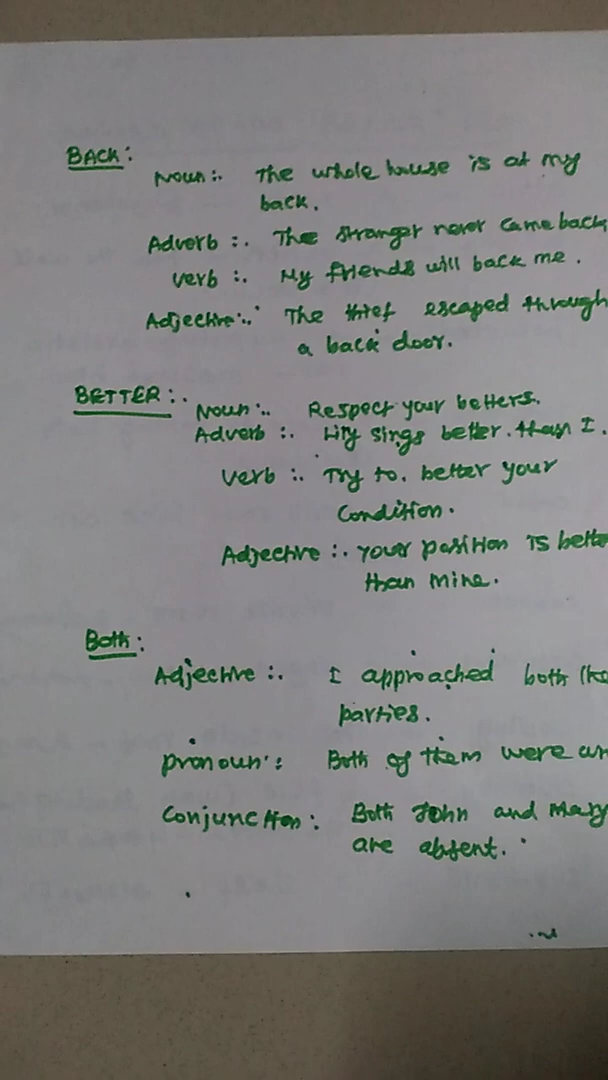 BACK:
Noun:. The whole house is at my
back.
Adverb :. The stranger never came back
verb :. My friends will back me.
Adjective:. The thief escaped through
a back door.
BETTER:.
Noun:. Respect your betters.
Adverb :. Lily sings better. than I.
Verb :. Try to. better your
Condition.
Adjective :. your position is bette
than mine.
Both:
Adjective :. I approached both the
parties.
pronoun: Both of them were
Conjunction: Both John and Mary
are absent.